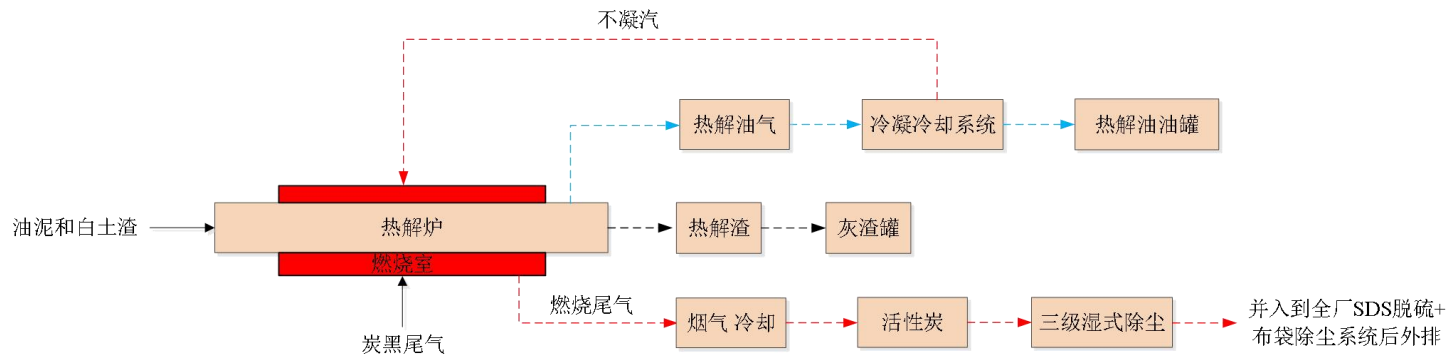 不凝汽
热解油气
冷凝冷却系统
热解油油罐
油泥和白土渣
热解炉
热解渣
灰渣罐
燃烧室
炭黑尾气
燃烧尾气
烟气 冷却
活性炭
三级湿式除尘
并入到全厂SDS脱硫+
布袋除尘系统后外排